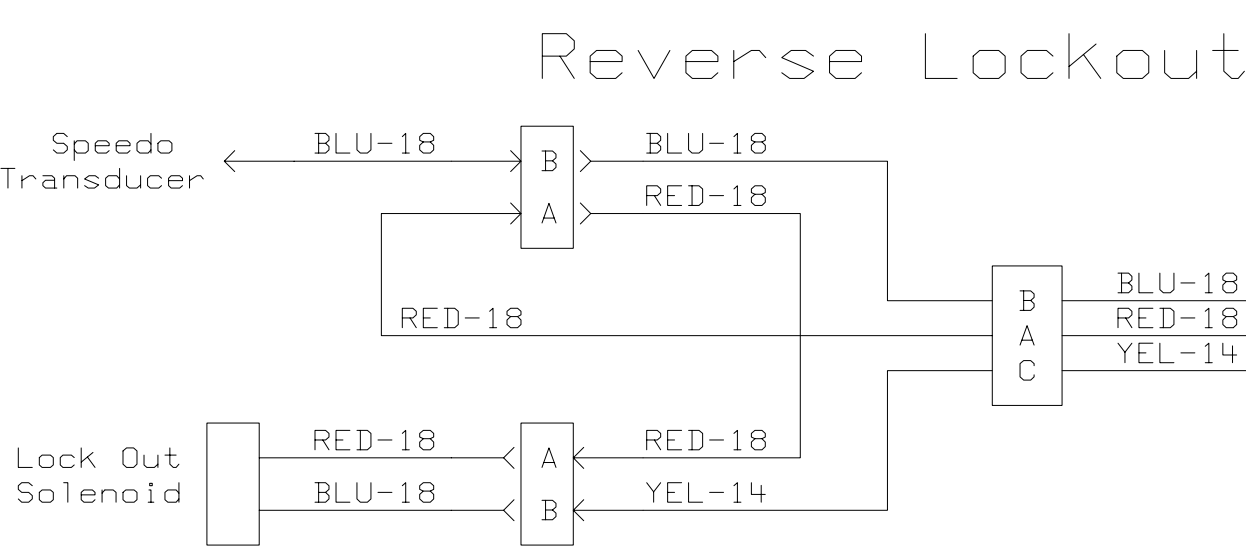 Reverse Lockout
Speedo
Transducer
BLU-18
B
BLU-18
A
RED-18
RED-18
B
BLU-18
A
RED-18
C
YEL-14
Lock Out
Solenoid
RED-18
A
RED-18
BLU-18
B
YEL-14